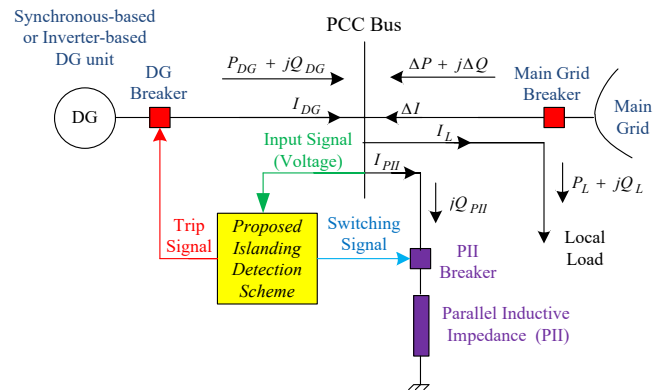 Synchronous-based
or Inverter-based
DG unit
PCC Bus
DG
Breaker
P_DG + jQ_DG
ΔP + jΔQ
Main Grid
Breaker
Main
Grid
DG
I_DG
ΔI
Input Signal
(Voltage)
I_L
I_PII
P_L + jQ_L
jQ_PII
Trip
Signal
Proposed
Islanding
Detection
Scheme
Switching
Signal
PII
Breaker
Local
Load
Parallel Inductive
Impedance (PII)